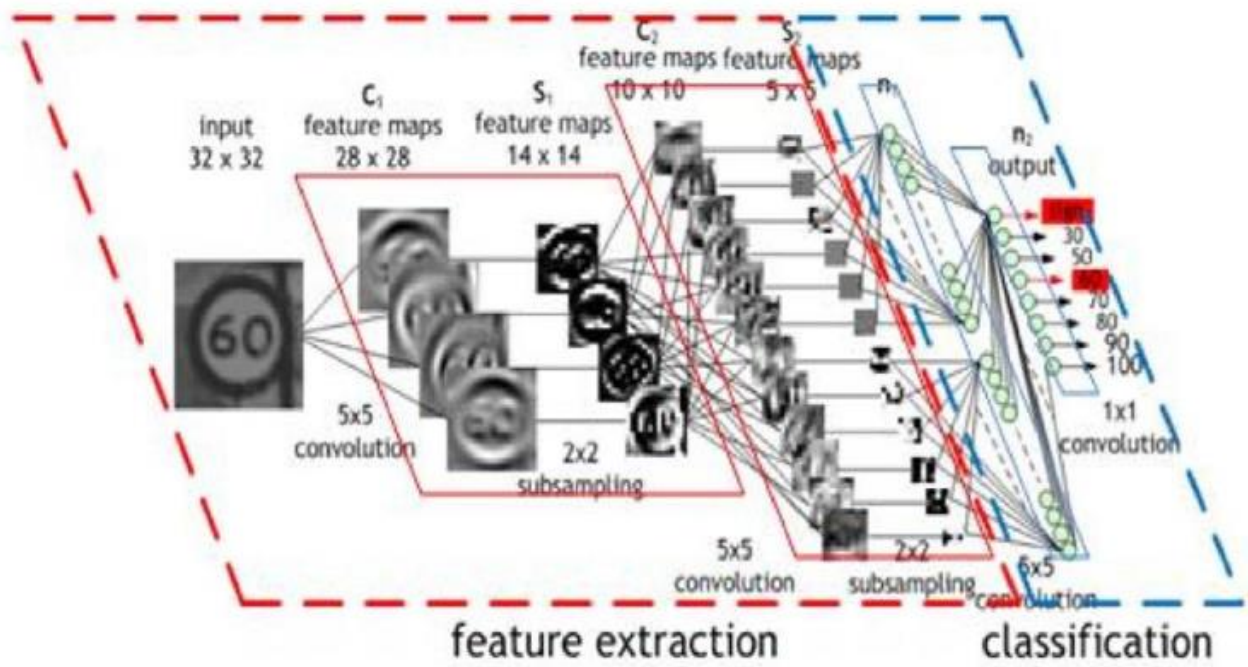 C2
feature maps
10 x 10
S2
feature maps
5 x 5
C1
feature maps
28 x 28
S1
feature maps
14 x 14
input
32 x 32
n1
n2
output
30
50
70
80
90
100
60
5x5
convolution
2x2
subsampling
5x5
convolution
2x2
subsampling
convolution
1x1
convolution
feature extraction
classification